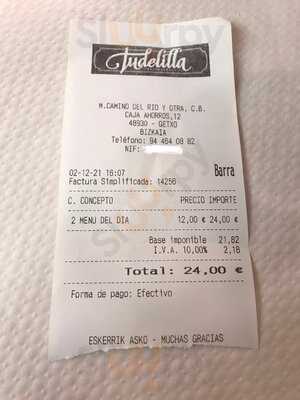 Tudelilla
M.CAMINO DEL RIO Y OTRA, C.B.
CAJA AHORROS,12
48930 - GETXO
BIZKAIA
Teléfono: 94 464 08 82
NIF:
02-12-21 16:07 Barra
Factura Simplificada: 14256
C. CONCEPTO PRECIO IMPORTE
2 MENU DEL DIA 12,00 € 24,00 €
Base imponible 21,82
I.V.A. 10,00% 2,18
Total: 24,00 €
Forma de pago: Efectivo
ESKERRIK ASKO - MUCHAS GRACIAS